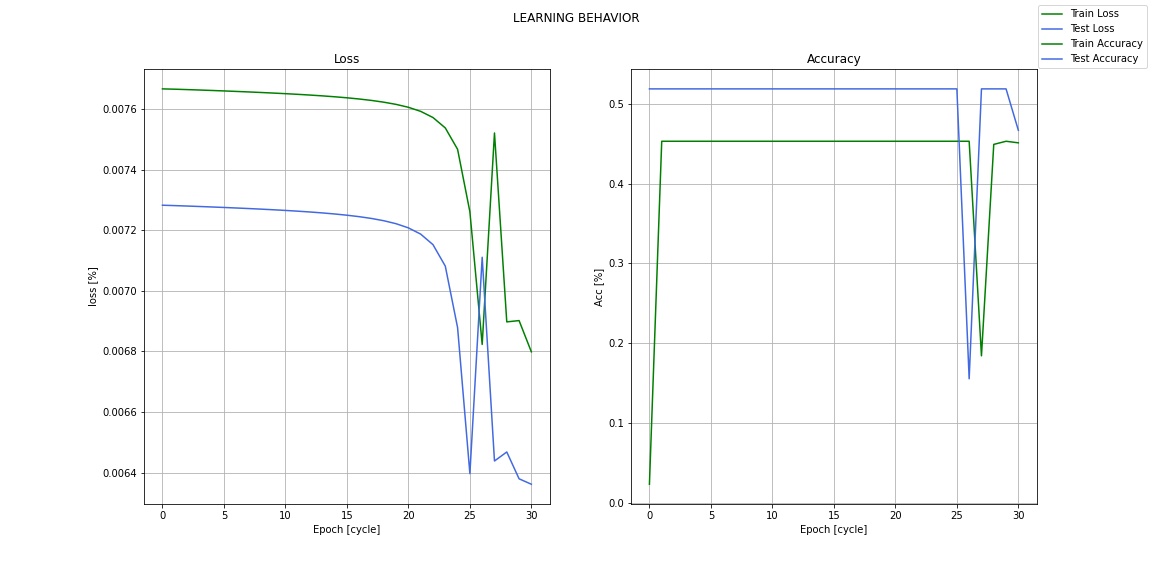 LEARNING BEHAVIOR
Train Loss
Test Loss
Train Accuracy
Test Accuracy
Loss
0.0076
0.0074
0.0072
0.0070
0.0068
0.0066
0.0064
loss [%]
0 5 10 15 20 25 30
Epoch [cycle]
Accuracy
0.5
0.4
0.3
0.2
0.1
0.0
Acc [%]
0 5 10 15 20 25 30
Epoch [cycle]